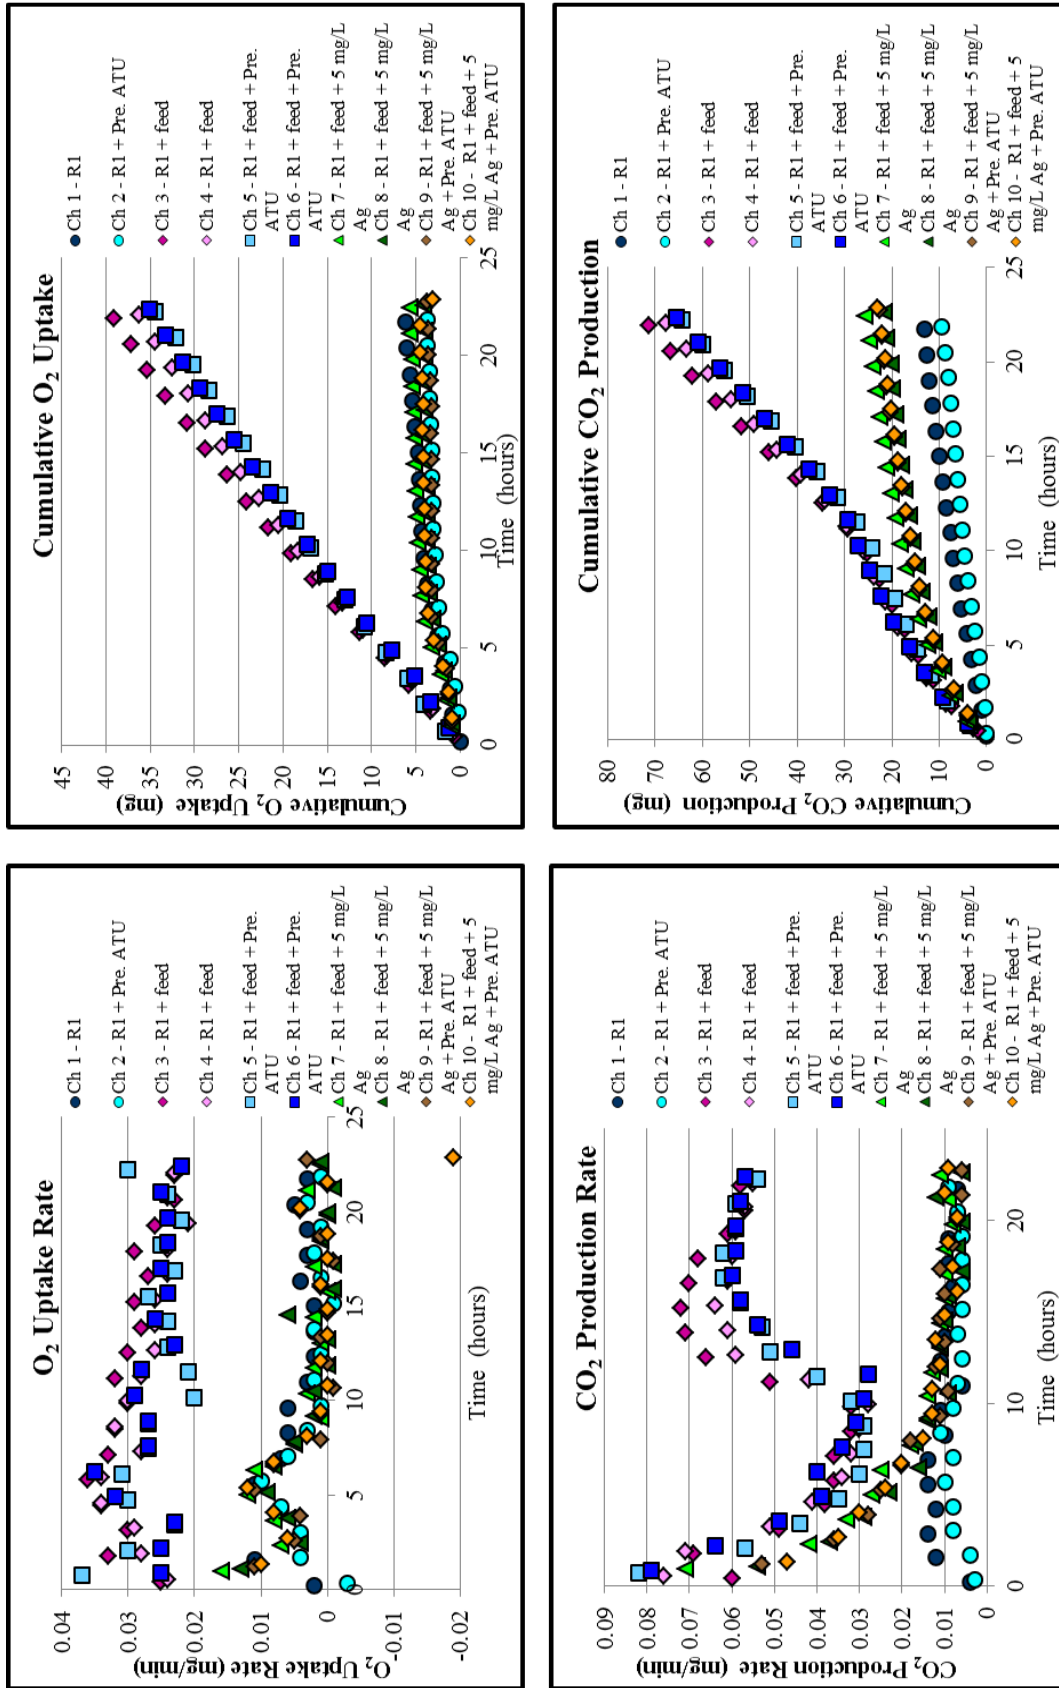 O₂ Uptake Rate
O₂ Uptake Rate (mg/min)
0.04
0.03
0.02
0.01
0
-0.01
-0.02
0 5 10 15 20 25
Time (hours)
Ch 1 - R1
Ch 2 - R1 + Pre. ATU
Ch 3 - R1 + feed
Ch 4 - R1 + feed
Ch 5 - R1 + feed + Pre.
ATU
Ch 6 - R1 + feed + Pre.
ATU
Ch 7 - R1 + feed + 5 mg/L
Ag
Ch 8 - R1 + feed + 5 mg/L
Ag
Ch 9 - R1 + feed + 5 mg/L
Ag + Pre. ATU
Ch 10 - R1 + feed + 5
mg/L Ag + Pre. ATU
Cumulative O₂ Uptake
Cumulative O₂ Uptake (mg)
45
40
35
30
25
20
15
10
5
0
0 5 10 15 20 25
Time (hours)
Ch 1 - R1
Ch 2 - R1 + Pre. ATU
Ch 3 - R1 + feed
Ch 4 - R1 + feed
Ch 5 - R1 + feed + Pre.
ATU
Ch 6 - R1 + feed + Pre.
ATU
Ch 7 - R1 + feed + 5 mg/L
Ag
Ch 8 - R1 + feed + 5 mg/L
Ag
Ch 9 - R1 + feed + 5 mg/L
Ag + Pre. ATU
Ch 10 - R1 + feed + 5
mg/L Ag + Pre. ATU
CO₂ Production Rate
CO₂ Production Rate (mg/min)
0.09
0.08
0.07
0.06
0.05
0.04
0.03
0.02
0.01
0
0 10 20
Time (hours)
Ch 1 - R1
Ch 2 - R1 + Pre. ATU
Ch 3 - R1 + feed
Ch 4 - R1 + feed
Ch 5 - R1 + feed + Pre.
ATU
Ch 6 - R1 + feed + Pre.
ATU
Ch 7 - R1 + feed + 5 mg/L
Ag
Ch 8 - R1 + feed + 5 mg/L
Ag
Ch 9 - R1 + feed + 5 mg/L
Ag + Pre. ATU
Ch 10 - R1 + feed + 5
mg/L Ag + Pre. ATU
Cumulative CO₂ Production
Cumulative CO₂ Production (mg)
80
70
60
50
40
30
20
10
0
0 5 10 15 20 25
Time (hours)
Ch 1 - R1
Ch 2 - R1 + Pre. ATU
Ch 3 - R1 + feed
Ch 4 - R1 + feed
Ch 5 - R1 + feed + Pre.
ATU
Ch 6 - R1 + feed + Pre.
ATU
Ch 7 - R1 + feed + 5 mg/L
Ag
Ch 8 - R1 + feed + 5 mg/L
Ag
Ch 9 - R1 + feed + 5 mg/L
Ag + Pre. ATU
Ch 10 - R1 + feed + 5
mg/L Ag + Pre. ATU